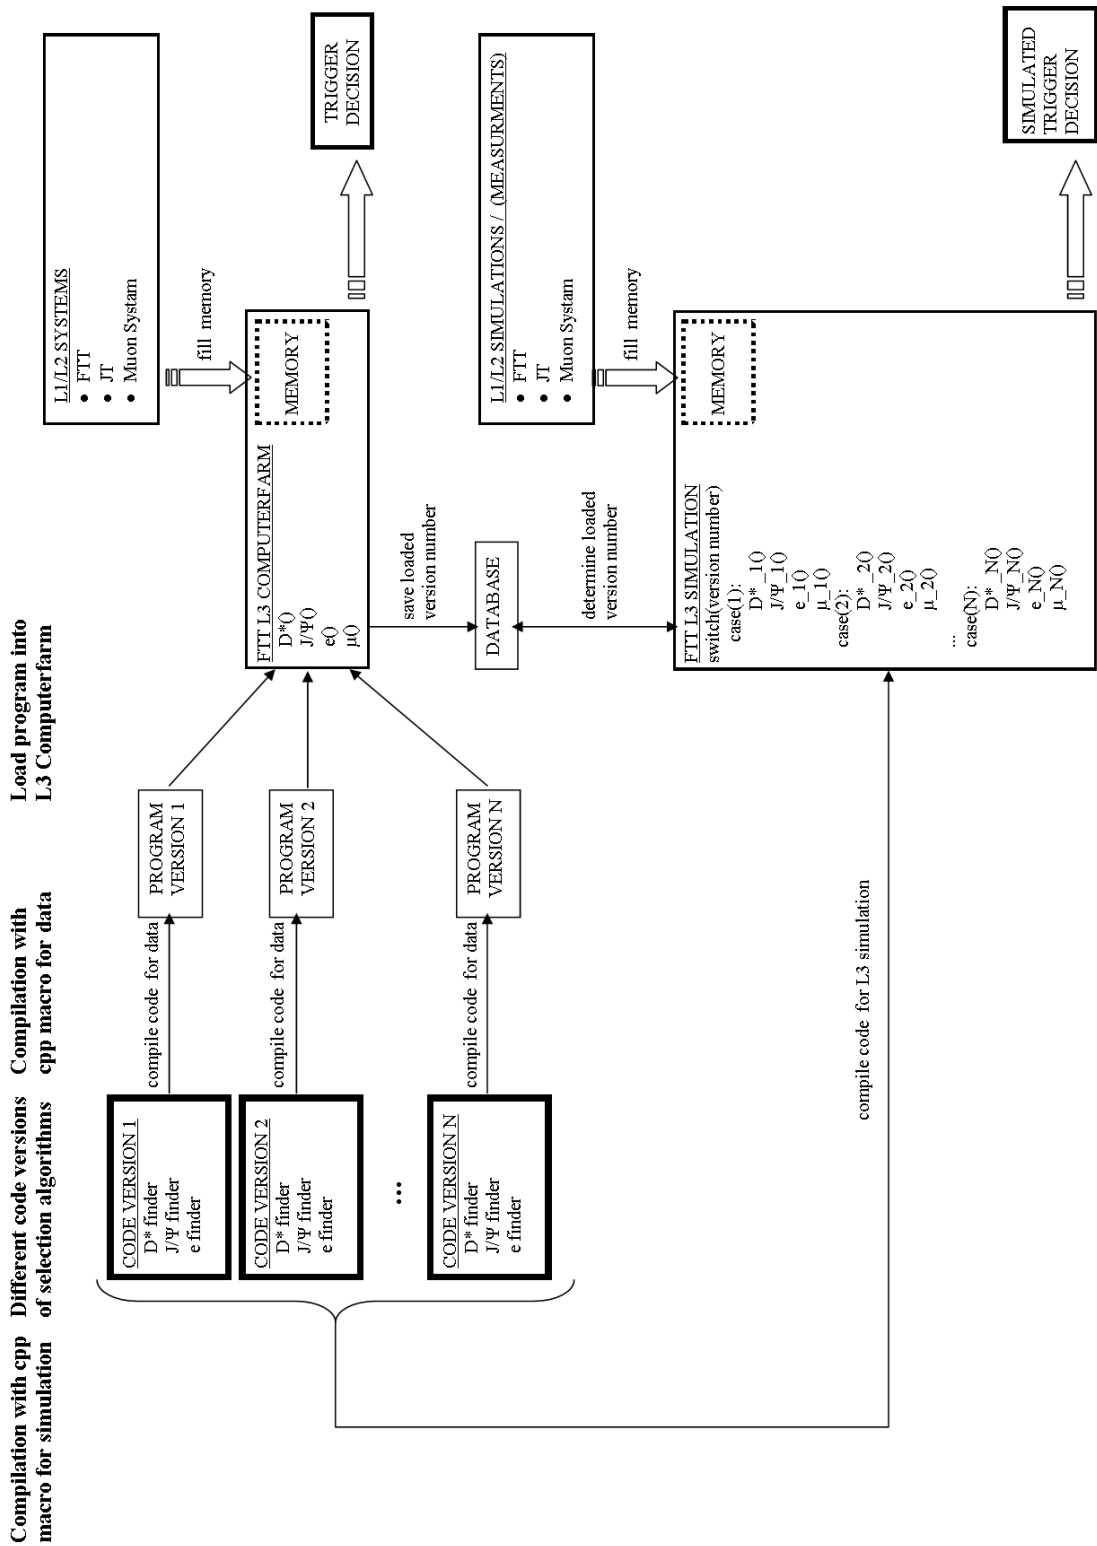 Compilation with cpp
macro for simulation
Different code versions
of selection algorithms
Compilation with
cpp macro for data
Load program into
L3 Computerfarm
CODE VERSION 1
D* finder
J/Ψ finder
e finder
compile code for data
PROGRAM
VERSION 1
CODE VERSION 2
D* finder
J/Ψ finder
e finder
compile code for data
PROGRAM
VERSION 2
...
CODE VERSION N
D* finder
J/Ψ finder
e finder
compile code for data
PROGRAM
VERSION N
L1/L2 SYSTEMS
• FTT
• JT
• Muon Systam
fill memory
FTT L3 COMPUTERFARM
D*()
J/Ψ()
e()
μ()
MEMORY
TRIGGER
DECISION
save loaded
version number
DATABASE
determine loaded
version number
L1/L2 SIMULATIONS / (MEASURMENTS)
• FTT
• JT
• Muon Systam
fill memory
FTT L3 SIMULATION
switch(version number)
case(1):
D*_1()
J/Ψ_1()
e_1()
μ_1()
case(2):
D*_2()
J/Ψ_2()
e_2()
μ_2()
...
case(N):
D*_N()
J/Ψ_N()
e_N()
μ_N()
MEMORY
SIMULATED
TRIGGER
DECISION
compile code for L3 simulation